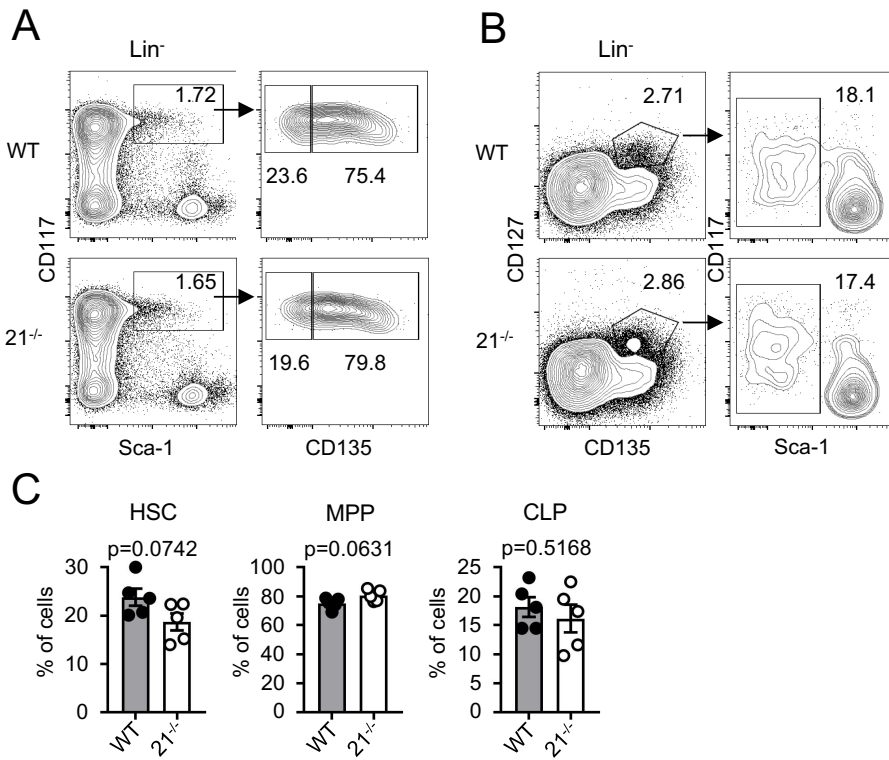 A
Lin-
WT
1.72
23.6 75.4
CD117
21-/-
1.65
19.6 79.8
Sca-1 CD135
B
Lin-
WT
2.71
18.1
CD127
CD117
21-/-
2.86
17.4
CD135 Sca-1
C
HSC
p=0.0742
% of cells
30
20
10
0
WT
21-/-
MPP
p=0.0631
% of cells
100
80
60
40
20
0
WT
21-/-
CLP
p=0.5168
% of cells
25
20
15
10
5
0
WT
21-/-